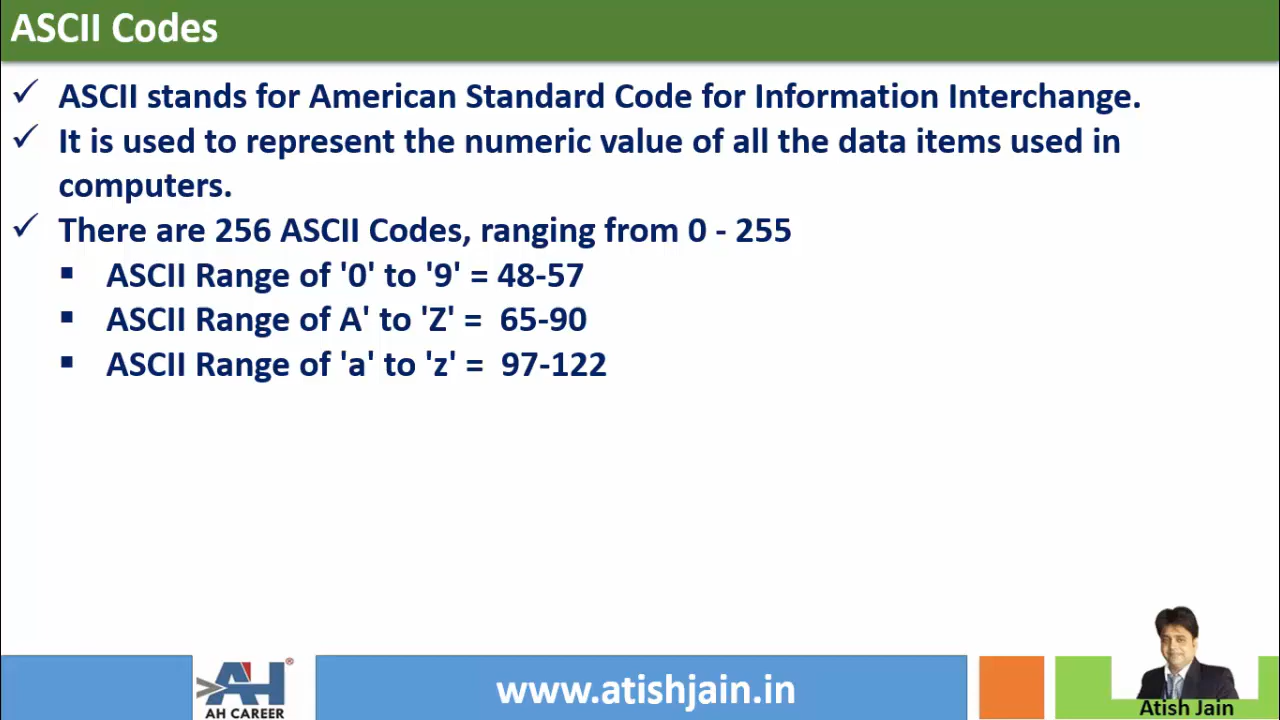 ASCII Codes
✓ ASCII stands for American Standard Code for Information Interchange.
✓ It is used to represent the numeric value of all the data items used in
computers.
✓ There are 256 ASCII Codes, ranging from 0 - 255
▪ ASCII Range of '0' to '9' = 48-57
▪ ASCII Range of A' to 'Z' = 65-90
▪ ASCII Range of 'a' to 'z' = 97-122
AH ®
AH CAREER
www.atishjain.in
Atish Jain